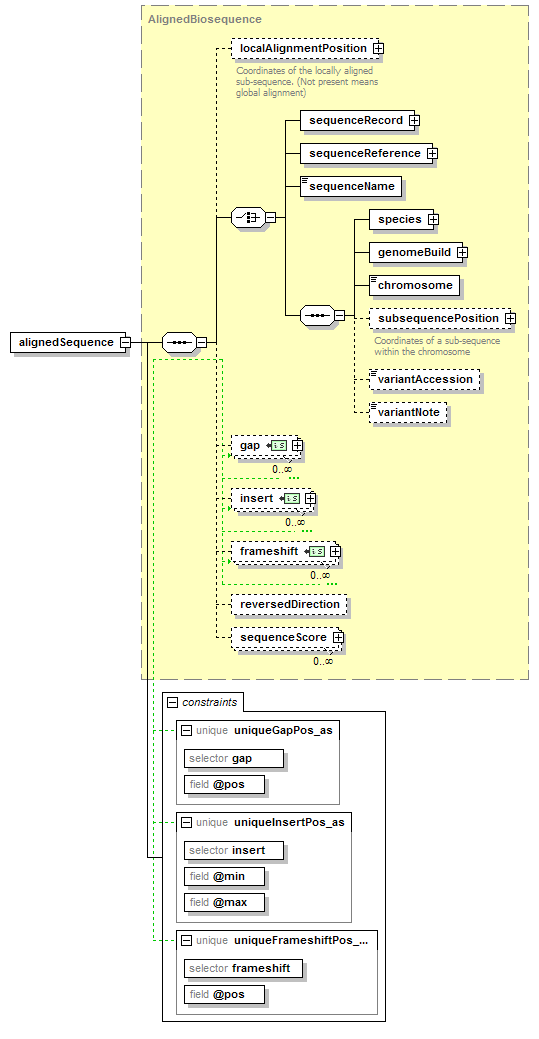 AlignedBiosequence
localAlignmentPosition
Coordinates of the locally aligned
sub-sequence. (Not present means
global alignment)
sequenceRecord
sequenceReference
sequenceName
species
genomeBuild
chromosome
subsequencePosition
Coordinates of a sub-sequence
within the chromosome
variantAccession
variantNote
alignedSequence
gap
0..∞
insert
0..∞
frameshift
0..∞
reversedDirection
sequenceScore
0..∞
constraints
unique uniqueGapPos_as
selector gap
field @pos
unique uniqueInsertPos_as
selector insert
field @min
field @max
unique uniqueFrameshiftPos_...
selector frameshift
field @pos